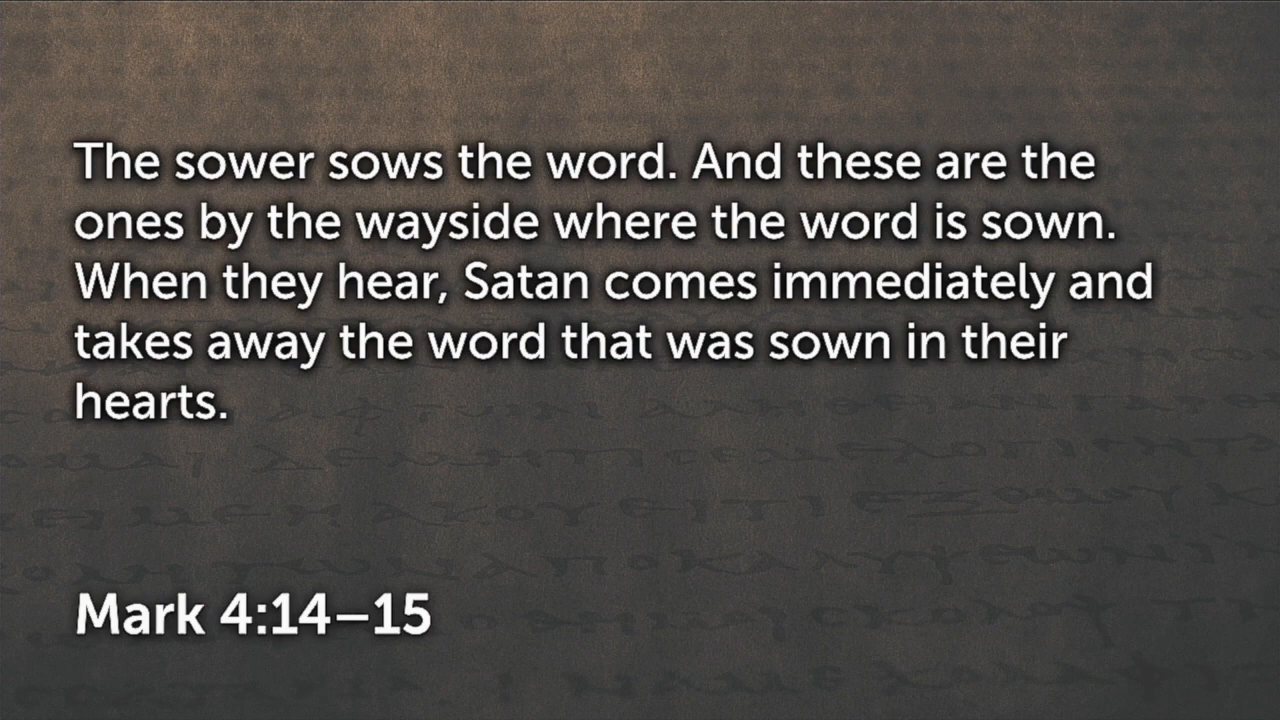 The sower sows the word. And these are the
ones by the wayside where the word is sown.
When they hear, Satan comes immediately and
takes away the word that was sown in their
hearts.
Mark 4:14–15